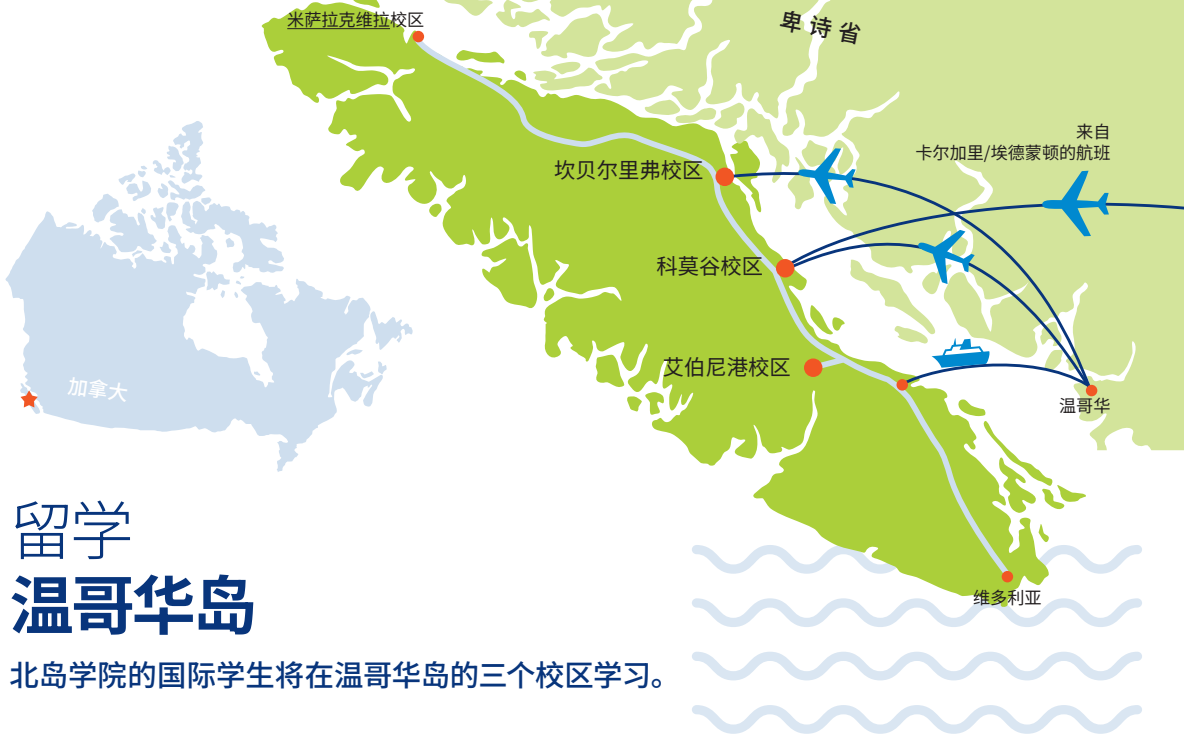 米萨拉克维拉校区
卑诗省
来自
卡尔加里/埃德蒙顿的航班
坎贝尔里弗校区
科莫谷校区
艾伯尼港校区
加拿大
温哥华
留学
温哥华岛
维多利亚
北岛学院的国际学生将在温哥华岛的三个校区学习。